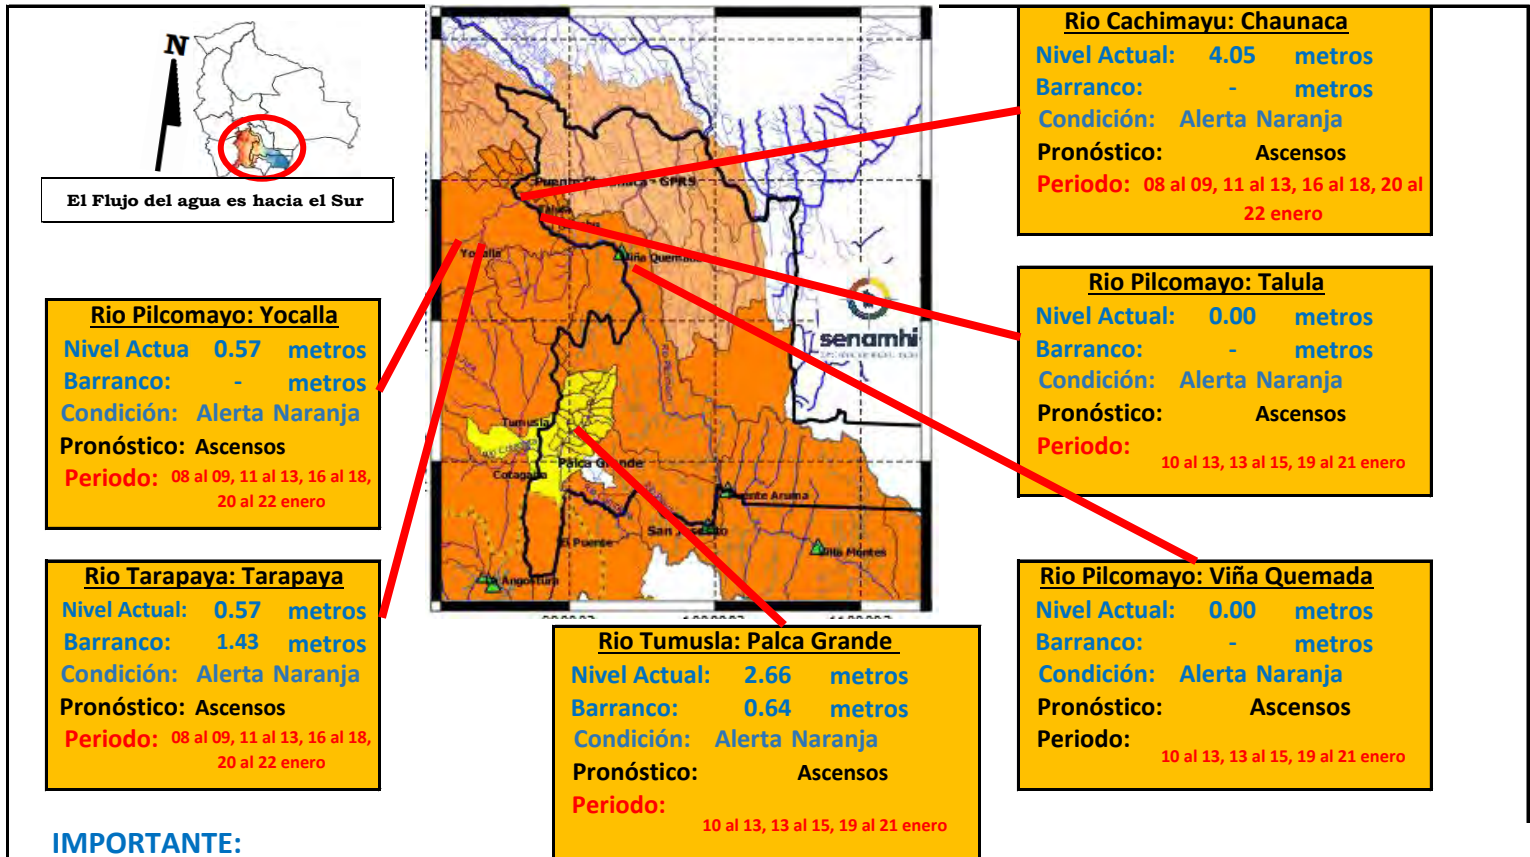 N
El Flujo del agua es hacia el Sur
Rio Pilcomayo: Yocalla
Nivel Actua 0.57 metros
Barranco: - metros
Condición: Alerta Naranja
Pronóstico: Ascensos
Periodo: 08 al 09, 11 al 13, 16 al 18,
20 al 22 enero
Rio Tarapaya: Tarapaya
Nivel Actual: 0.57 metros
Barranco: 1.43 metros
Condición: Alerta Naranja
Pronóstico: Ascensos
Periodo: 08 al 09, 11 al 13, 16 al 18,
20 al 22 enero
IMPORTANTE:
Puente
- GPRS
Talula
Yocalla
Viña Quemada
senamhi
Tumusla
Palca Grande
Cotagaita
Puente Aruma
San Josecito
El Puente
Villa Montes
Angostura
Rio Tumusla: Palca Grande
Nivel Actual: 2.66 metros
Barranco: 0.64 metros
Condición: Alerta Naranja
Pronóstico: Ascensos
Periodo:
10 al 13, 13 al 15, 19 al 21 enero
Rio Cachimayu: Chaunaca
Nivel Actual: 4.05 metros
Barranco: - metros
Condición: Alerta Naranja
Pronóstico: Ascensos
Periodo: 08 al 09, 11 al 13, 16 al 18, 20 al
22 enero
Rio Pilcomayo: Talula
Nivel Actual: 0.00 metros
Barranco: - metros
Condición: Alerta Naranja
Pronóstico: Ascensos
Periodo:
10 al 13, 13 al 15, 19 al 21 enero
Rio Pilcomayo: Viña Quemada
Nivel Actual: 0.00 metros
Barranco: - metros
Condición: Alerta Naranja
Pronóstico: Ascensos
Periodo:
10 al 13, 13 al 15, 19 al 21 enero